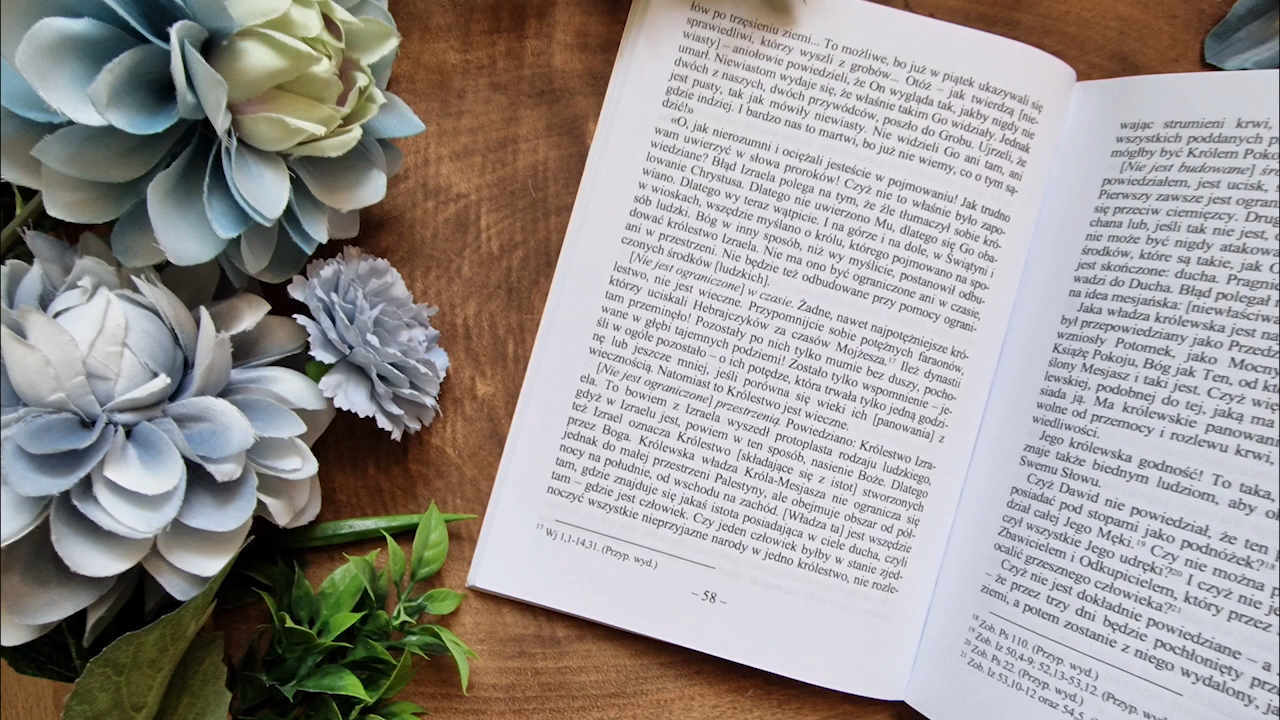 łów po trzęsieniu ziemi... To możliwe, bo już w piątek ukazywali się
sprawiedliwi, którzy wyszli z grobów... Otóż – jak twierdzą [nie-
wiasty] – aniołowie powiedzieli, że On wygląda tak, jakby nigdy nie
umarł. Niewiastom wydaje się, że właśnie takim Go widziały. Jednak
dwóch z naszych, dwóch przywódców, poszło do Grobu. Ujrzeli, że
jest pusty, tak jak mówiły niewiasty. Nie widzieli Go ani tam, ani
gdzie indziej. I bardzo nas to martwi, bo już nie wiemy, co o tym są-
dzić!»
«O, jak nierozumni i ociężali jesteście w pojmowaniu! Jak trudno
wam uwierzyć w słowa proroków! Czyż nie to właśnie było zapo-
wiedziane? Błąd Izraela polega na tym, że źle tłumaczył sobie kró-
lowanie Chrystusa. Dlatego nie uwierzono Mu, dlatego się Go oba-
wiano. Dlatego wy teraz wątpicie. I na górze i na dole, w Świątyni i
w wioskach, wszędzie myślano o królu, którego pojmowano na spo-
sób ludzki. Bóg w inny sposób, niż wy myślicie, postanowił odbu-
dować królestwo Izraela. Nie ma ono być ograniczone ani w czasie,
ani w przestrzeni. Nie będzie też odbudowane przy pomocy ograni-
czonych środków [ludzkich].
[Nie jest ograniczone] w czasie. Żadne, nawet najpotężniejsze kró-
lestwo, nie jest wieczne. Przypomnijcie sobie potężnych faraonów,
którzy uciskali Hebrajczyków za czasów Mojżesza.17 Ileż dynastii
tam przeminęło! Pozostały po nich tylko mumie bez duszy, pocho-
wane w głębi tajemnych podziemi! Zostało tylko wspomnienie – je-
śli w ogóle pozostało – o ich potędze, która trwała tylko jedną godzi-
nę lub jeszcze mniej, jeśli porówna się wieki ich [panowania] z
wiecznością. Natomiast to Królestwo jest wieczne.
[Nie jest ograniczone] przestrzenią. Powiedziano: Królestwo Izra-
ela. To bowiem z Izraela wyszedł protoplasta rodzaju ludzkiego,
gdyż w Izraelu jest, powiem w ten sposób, nasienie Boże. Dlatego
też Izrael oznacza Królestwo [składające się z istot] stworzonych
przez Boga. Królewska władza Króla-Mesjasza nie ogranicza się
jednak do małej przestrzeni Palestyny, ale obejmuje obszar od pół-
nocy na południe, od wschodu na zachód. [Władza ta] jest wszędzie
tam, gdzie znajduje się jakaś istota posiadająca w ciele ducha, czyli
tam – gdzie jest człowiek. Czy jeden człowiek byłby w stanie zjed-
noczyć wszystkie nieprzyjazne narody w jedno królestwo, nie rozle-
17 Wj 1,1-14,31. (Przyp. wyd.)
– 58 –
wając strumieni krwi,
wszystkich poddanych
mógłby być Królem Poko
[Nie jest budowane]
powiedziałem, jest ucisk,
Pierwszy zawsze jest ogran
się przeciw ciemięzcy. Drug
chana lub, jeśli tak nie jest,
nie może być nigdy atakowa
środków, które są takie, jak
jest skończone: ducha. Pragnie
wadzi do Ducha. Błąd polegał
na idea mesjańska: [niewłaściw
Jaka władza królewska jest na
był przepowiedziany jako Przedz
wzniosły Potomek, jako Mocny
Książę Pokoju, Bóg jak Ten, od kt
ślony Mesjasz i taki jest. Czyż wię
lewskiej, podobnej do tej, jaką ma
siada ją. Ma królewskie panowani
wolne od przemocy i rozlewu krwi,
wiedliwości.
Jego królewska godność! To taka,
znaje także biednym ludziom, aby
Swemu Słowu.
Czyż Dawid nie powiedział, że ten
posiadać pod stopami jako podnóżek?18
dział całej Jego Męki.19 Czy nie można
czył wszystkie Jego udręki?20 I czyż nie
Zbawicielem i Odkupicielem, który przez
ocalić grzesznego człowieka?21
Czyż nie jest dokładnie powiedziane – a
– że przez trzy dni będzie pochłonięty prz
ziemi, a potem zostanie z niego wydalony,
18 Zob. Ps 110. (Przyp. wyd.)
19 Zob. Iz 50,4-9; 52,13-53,12. (Przyp. wyd.
20 Zob. Ps 22. (Przyp. wyd.)
21 Zob. Iz 53,10-12 oraz